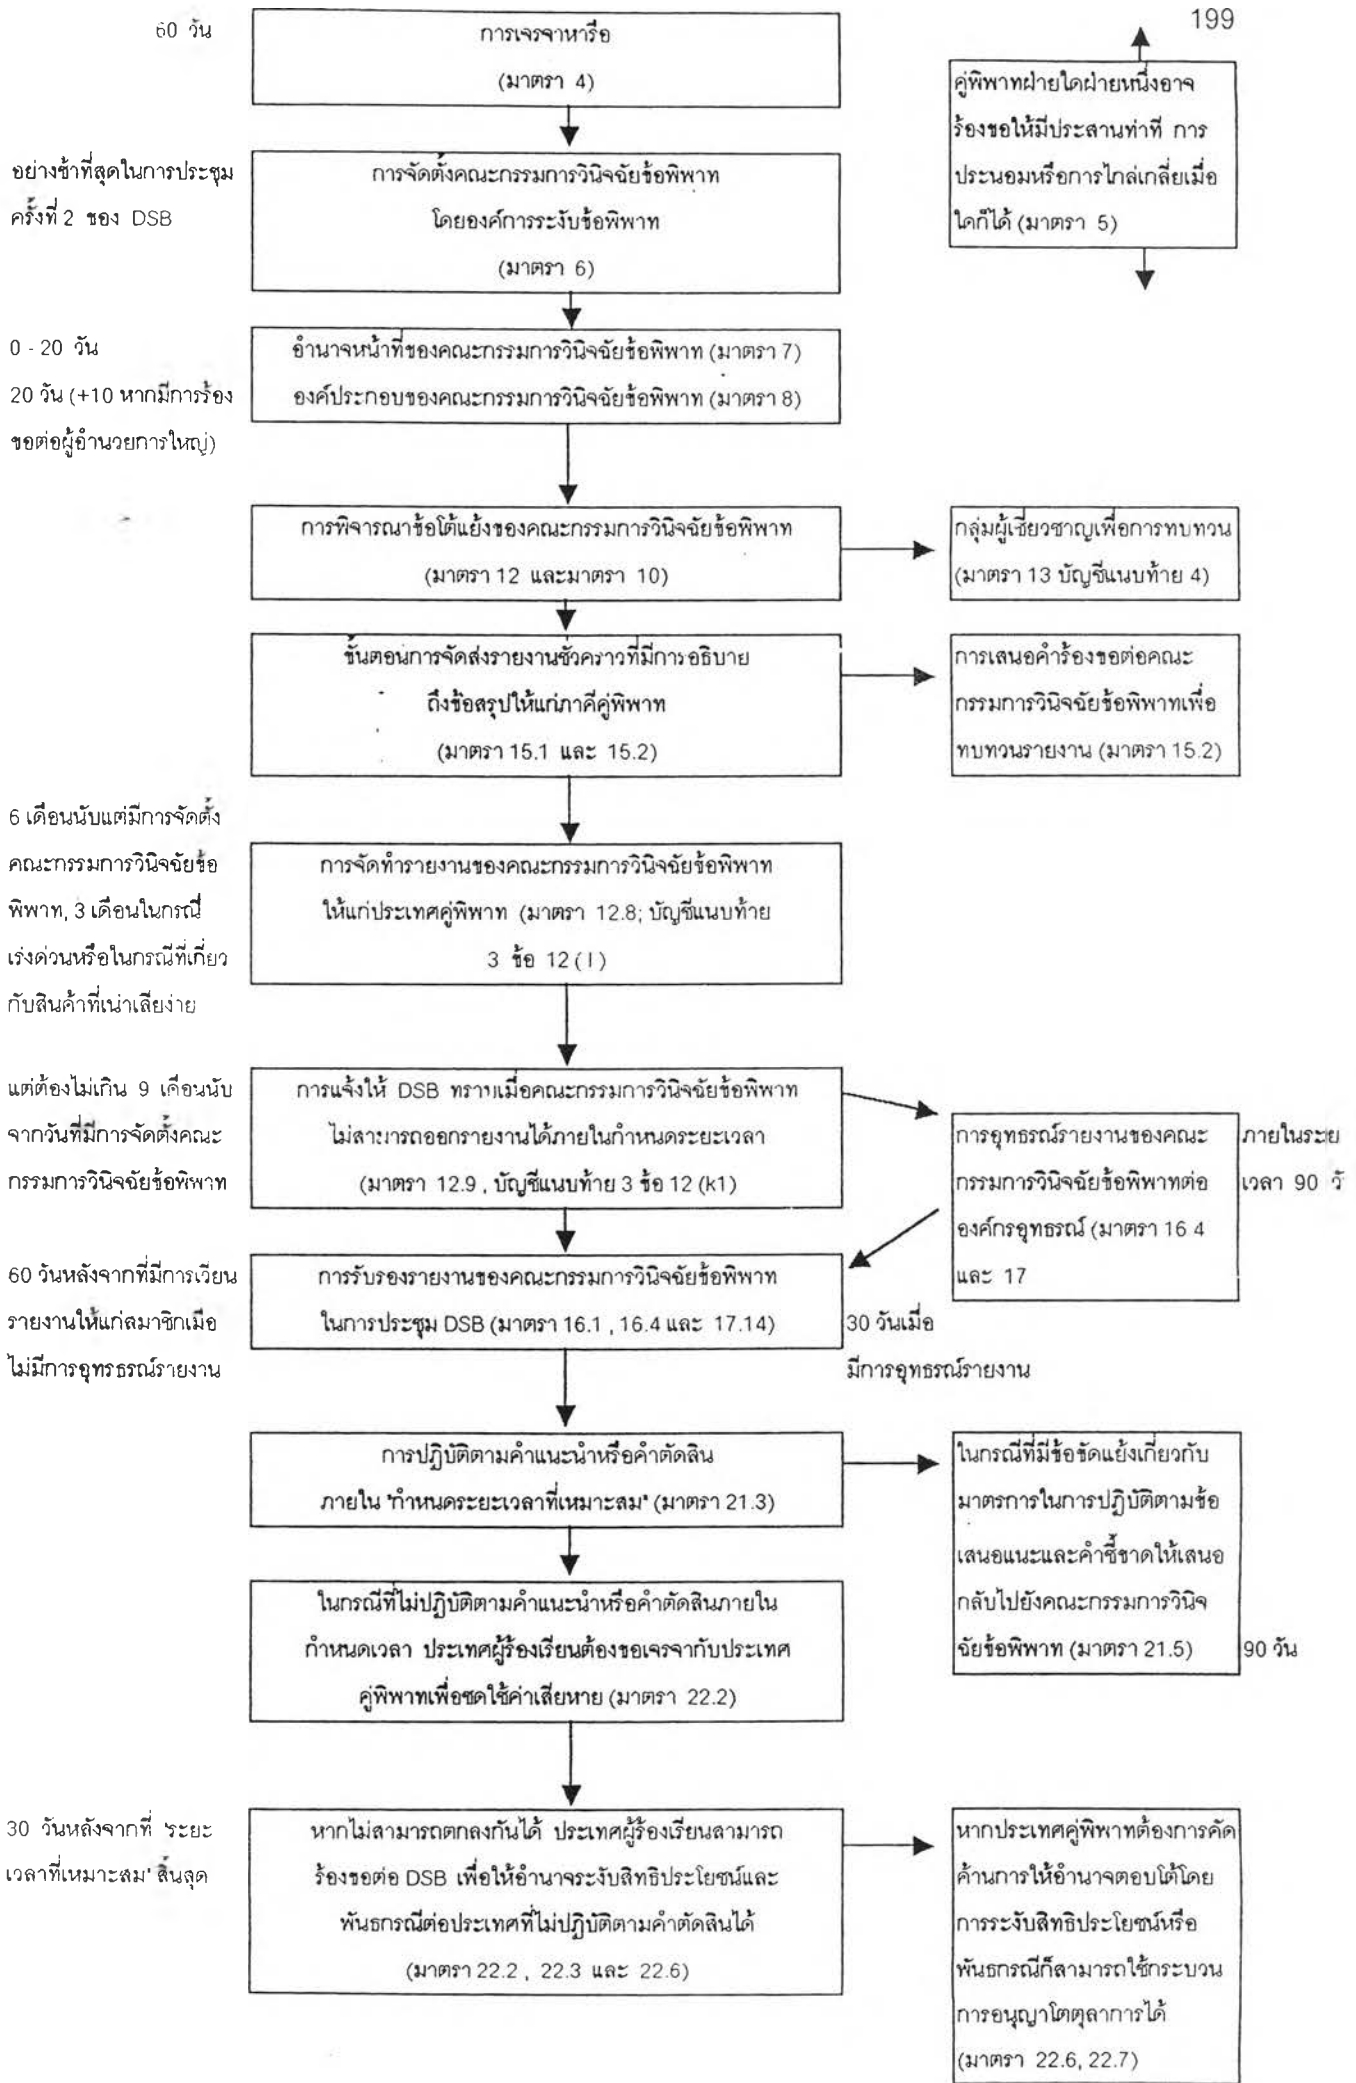 199
60 วัน
การเจรจาหารือ
(มาตรา 4)
คู่พิพาทฝ่ายใดฝ่ายหนึ่งอาจ
ร้องขอให้มีประสานท่าที การ
ประนอมหรือการไกล่เกลี่ยเมื่อ
ใดก็ได้ (มาตรา 5)
อย่างช้าที่สุดในการประชุม
ครั้งที่ 2 ของ DSB
การจัดตั้งคณะกรรมการวินิจฉัยข้อพิพาท
โดยองค์การระงับข้อพิพาท
(มาตรา 6)
0 - 20 วัน
20 วัน (+10 หากมีการร้อง
ขอต่อผู้อำนวยการใหญ่)
อำนาจหน้าที่ของคณะกรรมการวินิจฉัยข้อพิพาท (มาตรา 7)
องค์ประกอบของคณะกรรมการวินิจฉัยข้อพิพาท (มาตรา 8)
การพิจารณาข้อโต้แย้งของคณะกรรมการวินิจฉัยข้อพิพาท
(มาตรา 12 และมาตรา 10)
กลุ่มผู้เชี่ยวชาญเพื่อการทบทวน
(มาตรา 13 บัญชีแนบท้าย 4)
ขั้นตอนการจัดส่งรายงานชั่วคราวที่มีการอธิบาย
ถึงข้อสรุปให้แก่ภาคีคู่พิพาท
(มาตรา 15.1 และ 15.2)
การเสนอคำร้องขอต่อคณะ
กรรมการวินิจฉัยข้อพิพาทเพื่อ
ทบทวนรายงาน (มาตรา 15.2)
6 เดือนนับแต่มีการจัดตั้ง
คณะกรรมการวินิจฉัยข้อ
พิพาท, 3 เดือนในกรณี
เร่งด่วนหรือในกรณีที่เกี่ยว
กับสินค้าที่เน่าเสียง่าย
การจัดทำรายงานของคณะกรรมการวินิจฉัยข้อพิพาท
ให้แก่ประเทศคู่พิพาท (มาตรา 12.8; บัญชีแนบท้าย
3 ข้อ 12 (l)
แต่ต้องไม่เกิน 9 เดือนนับ
จากวันที่มีการจัดตั้งคณะ
กรรมการวินิจฉัยข้อพิพาท
การแจ้งให้ DSB ทราบเมื่อคณะกรรมการวินิจฉัยข้อพิพาท
ไม่สามารถออกรายงานได้ภายในกำหนดระยะเวลา
(มาตรา 12.9 , บัญชีแนบท้าย 3 ข้อ 12 (k1)
การอุทธรณ์รายงานของคณะ
กรรมการวินิจฉัยข้อพิพาทต่อ
องค์กรอุทธรณ์ (มาตรา 16 4
และ 17
ภายในระย
เวลา 90 วั
60 วันหลังจากที่มีการเวียน
รายงานให้แก่สมาชิกเมื่อ
ไม่มีการอุทรธรณ์รายงาน
การรับรองรายงานของคณะกรรมการวินิจฉัยข้อพิพาท
ในการประชุม DSB (มาตรา 16.1 , 16.4 และ 17.14)
30 วันเมื่อ
มีการอุทธรณ์รายงาน
การปฏิบัติตามคำแนะนำหรือคำตัดสิน
ภายใน "กำหนดระยะเวลาที่เหมาะสม" (มาตรา 21.3)
ในกรณีที่มีข้อขัดแย้งเกี่ยวกับ
มาตรการในการปฏิบัติตามข้อ
เสนอแนะและคำชี้ขาดให้เสนอ
กลับไปยังคณะกรรมการวินิจ
ฉัยข้อพิพาท (มาตรา 21.5)
90 วัน
ในกรณีที่ไม่ปฏิบัติตามคำแนะนำหรือคำตัดสินภายใน
กำหนดเวลา ประเทศผู้ร้องเรียนต้องขอเจรจากับประเทศ
คู่พิพาทเพื่อชดใช้ค่าเสียหาย (มาตรา 22.2)
30 วันหลังจากที่ "ระยะ
เวลาที่เหมาะสม" สิ้นสุด
หากไม่สามารถตกลงกันได้ ประเทศผู้ร้องเรียนสามารถ
ร้องขอต่อ DSB เพื่อให้อำนาจระงับสิทธิประโยชน์และ
พันธกรณีต่อประเทศที่ไม่ปฏิบัติตามคำตัดสินได้
(มาตรา 22.2 , 22.3 และ 22.6)
หากประเทศคู่พิพาทต้องการคัด
ค้านการให้อำนาจตอบโต้โดย
การระงับสิทธิประโยชน์หรือ
พันธกรณีก็สามารถใช้กระบวน
การอนุญาโตตุลาการได้
(มาตรา 22.6, 22.7)